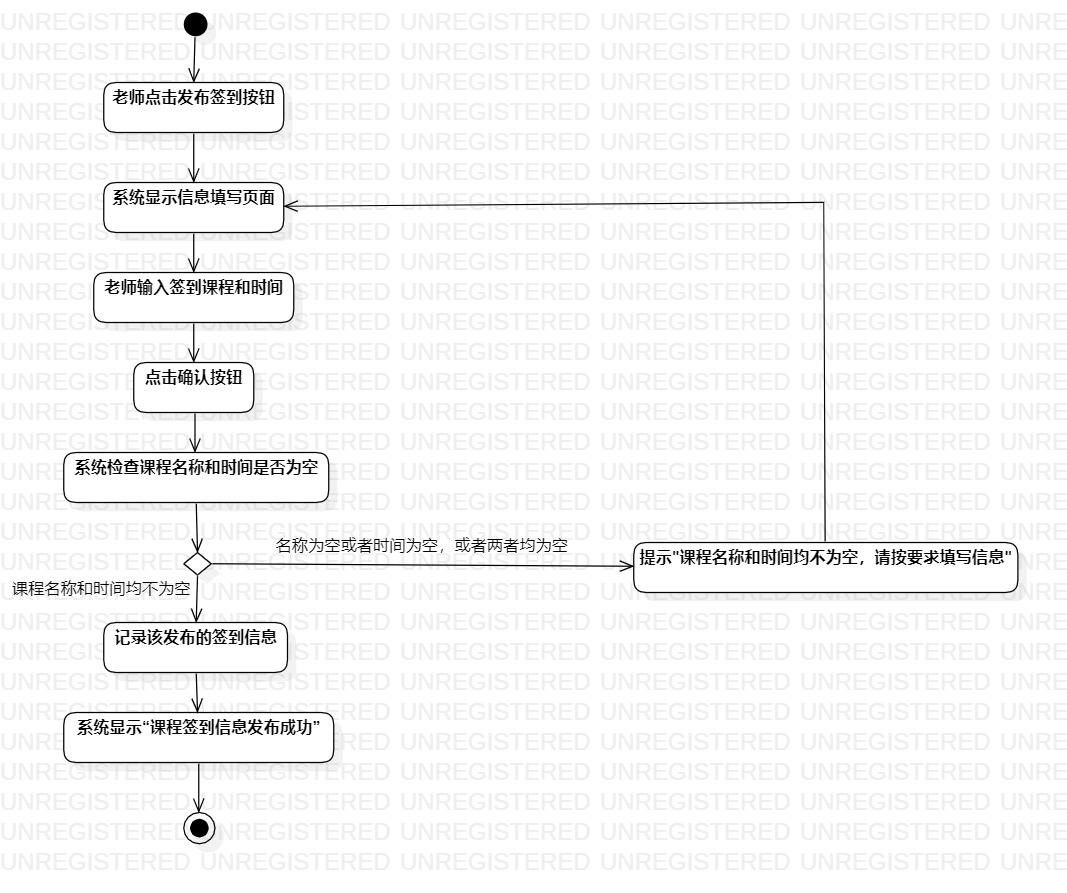 老师点击发布签到按钮
系统显示信息填写页面
老师输入签到课程和时间
点击确认按钮
系统检查课程名称和时间是否为空
名称为空或者时间为空，或者两者均为空
提示"课程名称和时间均不为空，请按要求填写信息"
课程名称和时间均不为空
记录该发布的签到信息
系统显示“课程签到信息发布成功”
UNREGISTERED